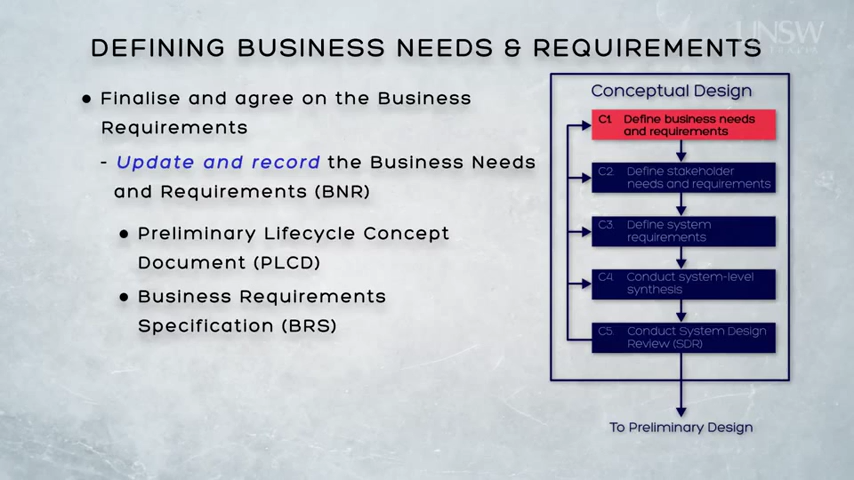 UNSW
DEFINING BUSINESS NEEDS & REQUIREMENTS
● Finalise and agree on the Business
Requirements
- Update and record the Business Needs
and Requirements (BNR)
● Preliminary Lifecycle Concept
Document (PLCD)
● Business Requirements
Specification (BRS)
Conceptual Design
C1. Define business needs
and requirements
C2. Define stakeholder
needs and requirements
C3. Define system
requirements
C4. Conduct system-level
synthesis
C5. Conduct System Design
Review (SDR)
To Preliminary Design